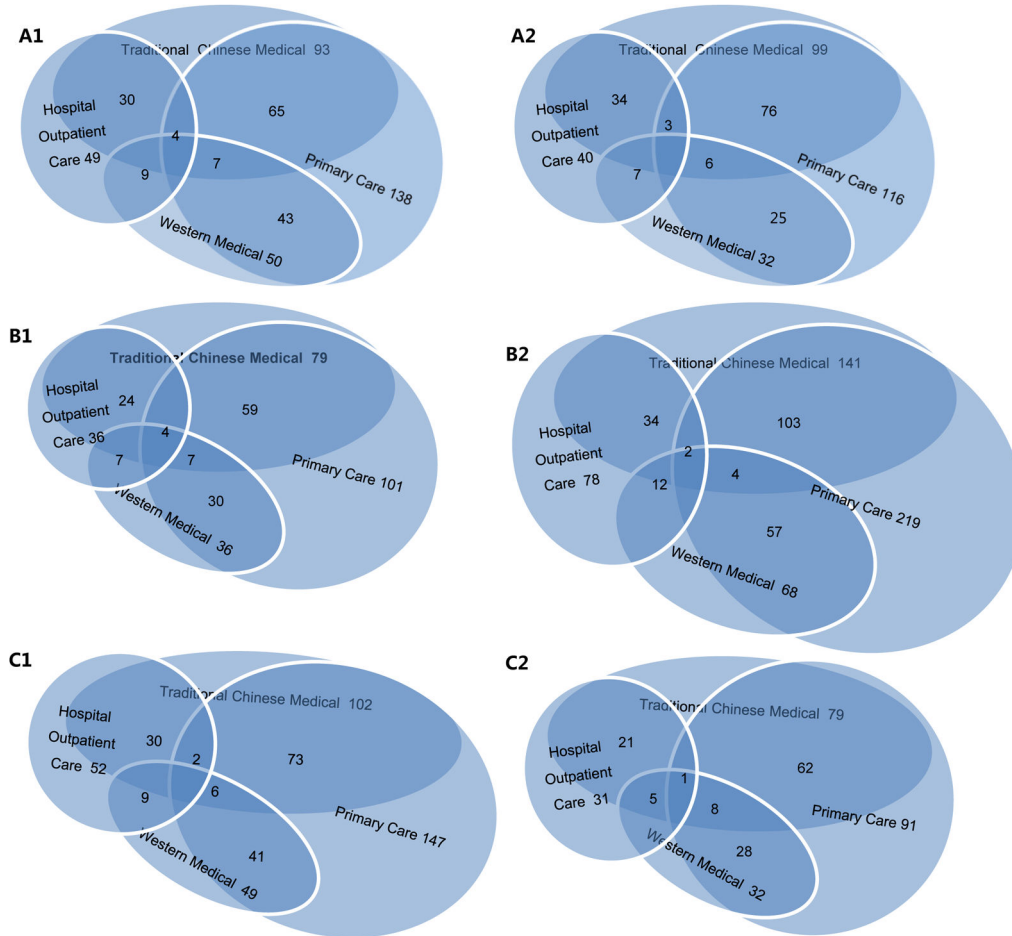 A1
Traditional Chinese Medical 93
30
65
Hospital
Outpatient
Care 49
4
7
9
Primary Care 138
43
Western Medical 50
A2
Traditional Chinese Medical 99
34
76
Hospital
Outpatient
Care 40
3
6
7
Primary Care 116
25
Western Medical 32
B1
Traditional Chinese Medical 79
24
59
Hospital
Outpatient
Care 36
4
7
7
Primary Care 101
30
Western Medical 36
B2
Traditional Chinese Medical 141
34
103
Hospital
Outpatient
Care 78
2
4
12
Primary Care 219
57
Western Medical 68
C1
Traditional Chinese Medical 102
30
73
Hospital
Outpatient
Care 52
2
6
9
Primary Care 147
41
Western Medical 49
C2
Traditional Chinese Medical 79
21
62
Hospital
Outpatient
Care 31
1
8
5
Primary Care 91
28
Western Medical 32